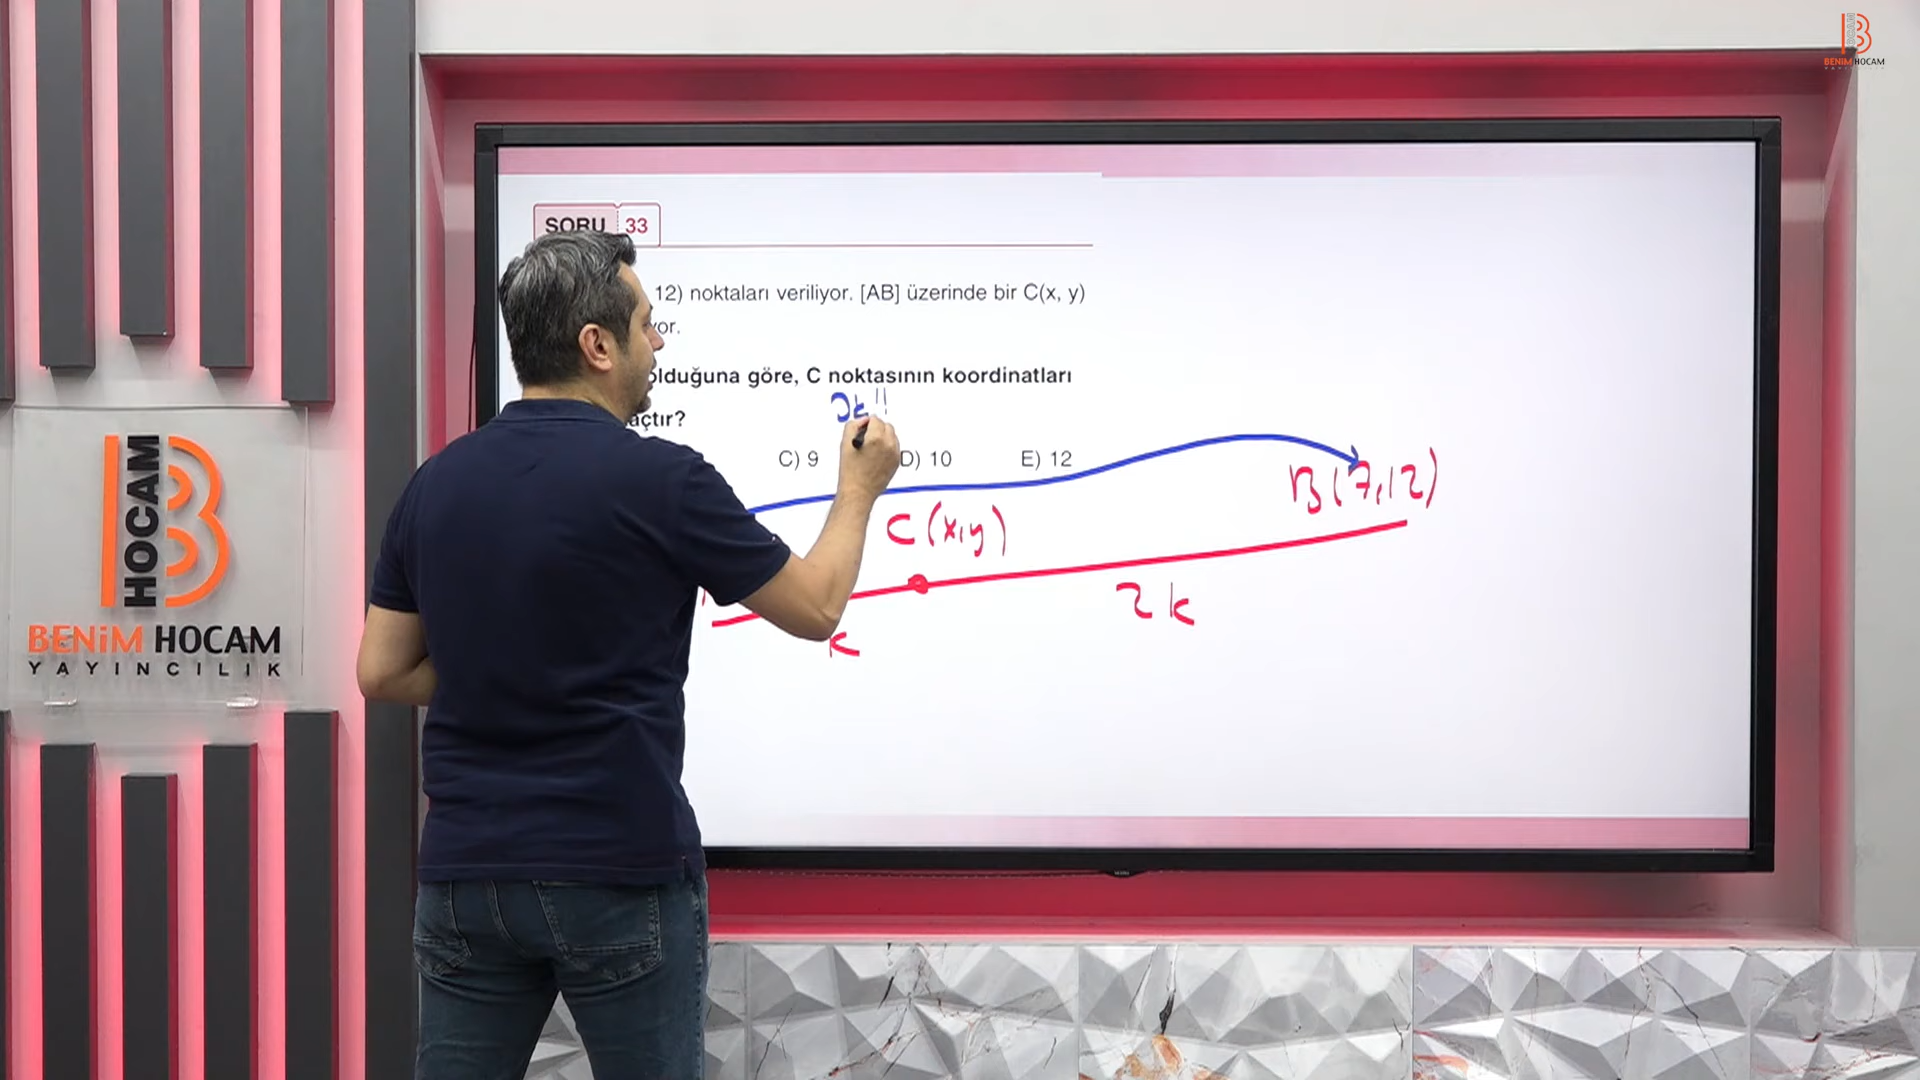 BENiM HOCAM
YAYINCILIK
SORU 33
12) noktaları veriliyor. [AB] üzerinde bir C(x, y)
yor.
olduğuna göre, C noktasının koordinatları
açtır?
C) 9 D) 10 E) 12
B(7,12)
C(x,y)
2k
k
B HOCAM
BENiM HOCAM
YAYINCILIK